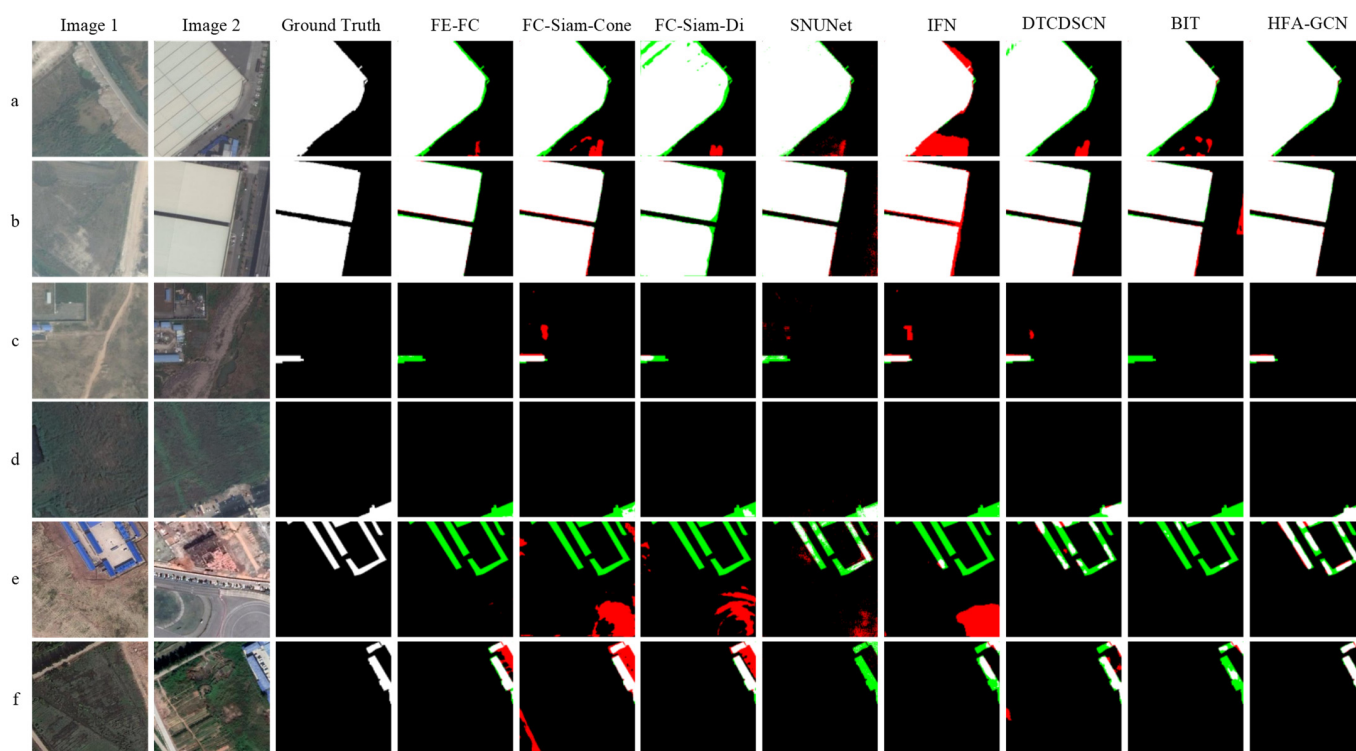 Image 1 Image 2 Ground Truth FE-FC FC-Siam-Cone FC-Siam-Di SNUNet IFN DTCDSCN BIT HFA-GCN
a
b
c
d
e
f